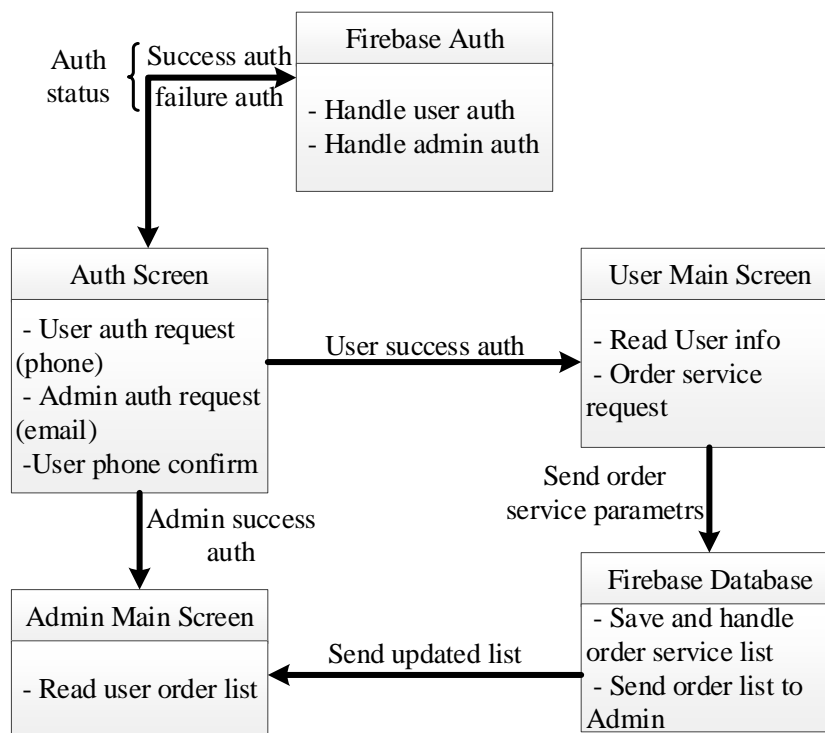 Auth
status
Success auth
failure auth
Firebase Auth
- Handle user auth
- Handle admin auth
Auth Screen
- User auth request
(phone)
- Admin auth request
(email)
-User phone confirm
User success auth
User Main Screen
- Read User info
- Order service
request
Admin success
auth
Send order
service parametrs
Admin Main Screen
- Read user order list
Send updated list
Firebase Database
- Save and handle
order service list
- Send order list to
Admin